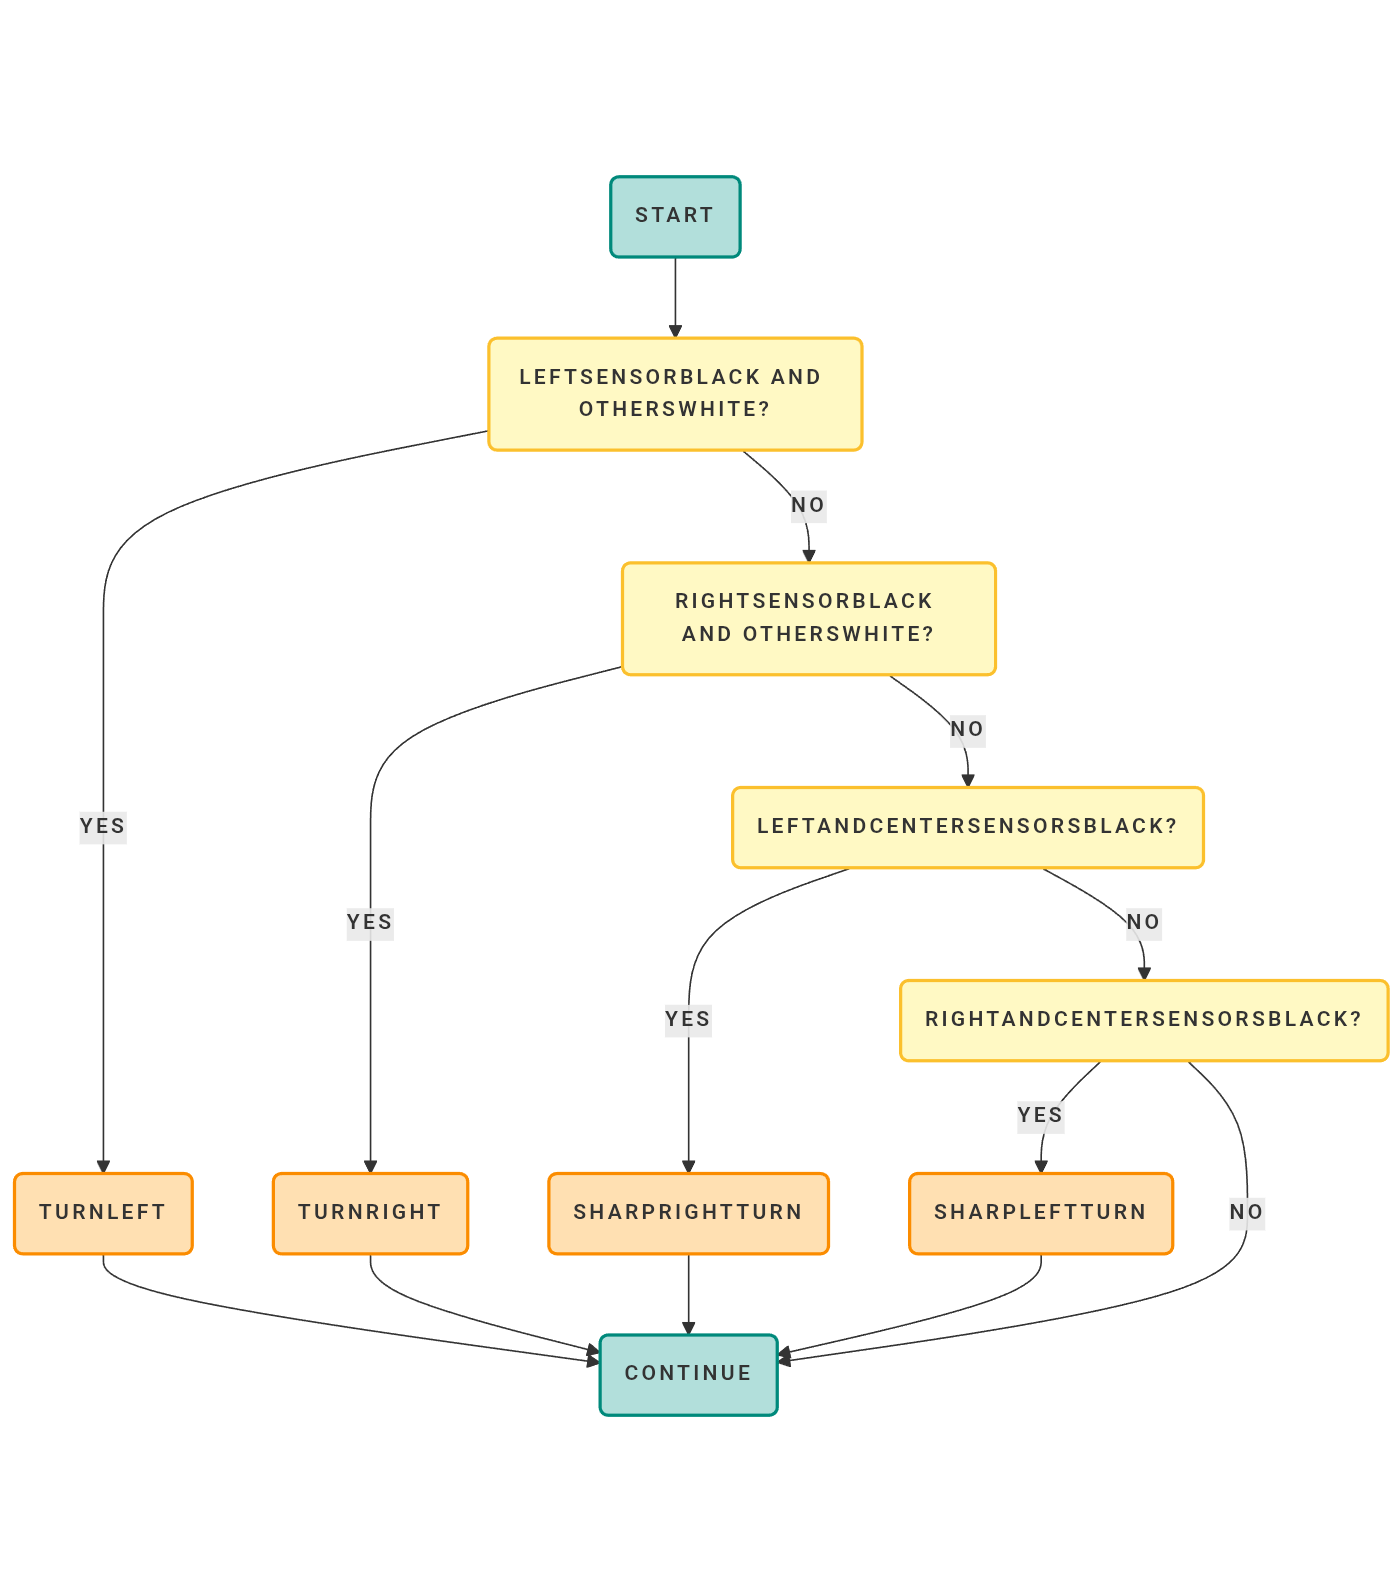 START
LEFTSENSORBLACK AND
OTHERSWHITE?
NO
RIGHTSENSORBLACK
AND OTHERSWHITE?
NO
LEFTANDCENTERSENSORSBLACK?
YES
YES
NO
RIGHTANDCENTERSENSORSBLACK?
YES
YES
TURNLEFT
TURNRIGHT
SHARPRIGHTTURN
SHARPLEFTTURN
NO
CONTINUE